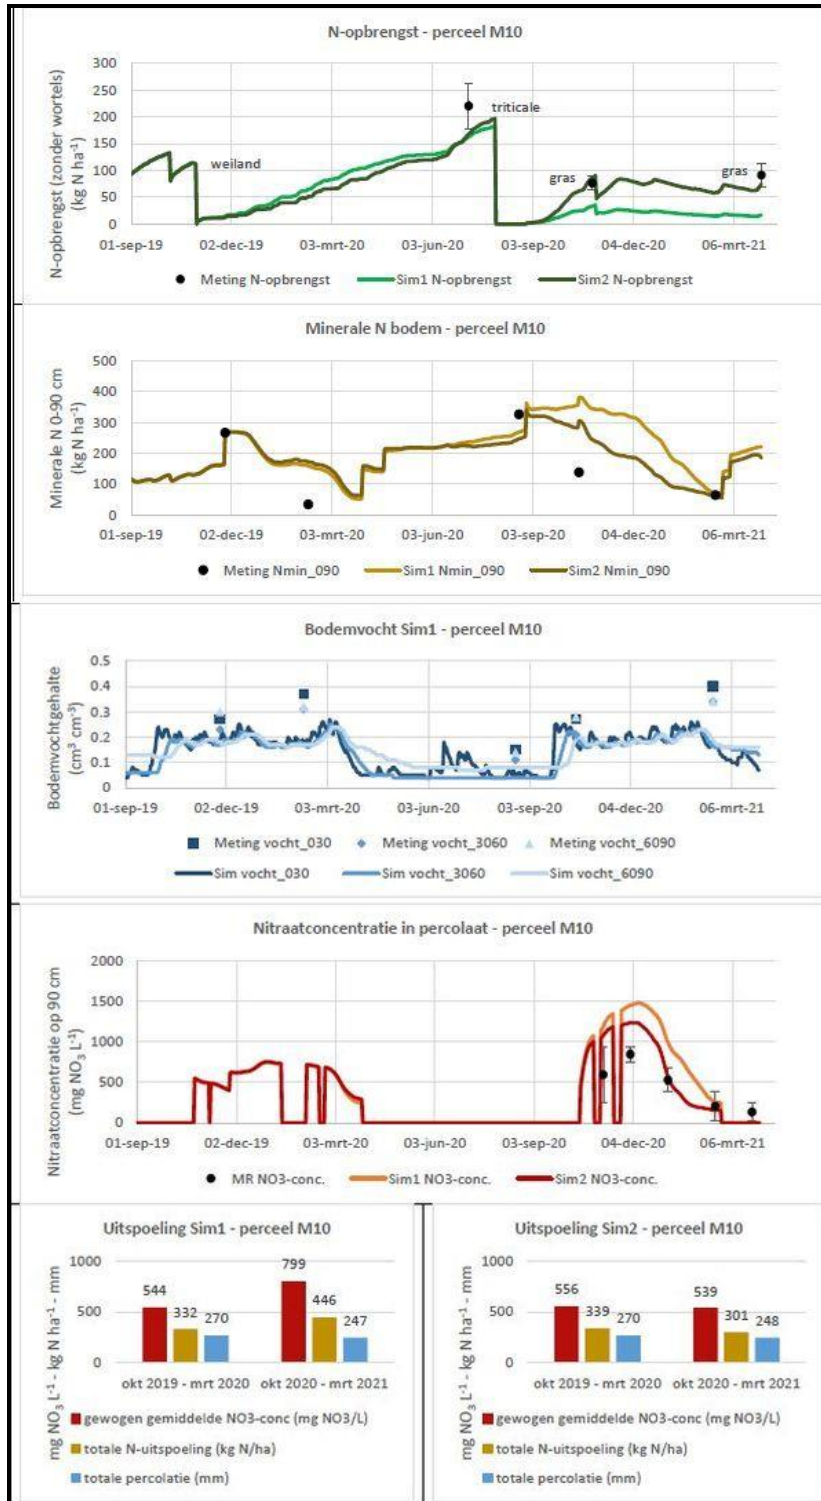 N-opbrengst - perceel M10
N-opbrengst (zonder wortels)
(kg N ha⁻¹)
300
250
200
150
100
50
0
weiland
triticale
gras
gras
01-sep-19 02-dec-19 03-mrt-20 03-jun-20 03-sep-20 04-dec-20 06-mrt-21
Meting N-opbrengst Sim1 N-opbrengst Sim2 N-opbrengst
Minerale N bodem - perceel M10
Minerale N 0-90 cm
(kg N ha⁻¹)
500
400
300
200
100
0
01-sep-19 02-dec-19 03-mrt-20 03-jun-20 03-sep-20 04-dec-20 06-mrt-21
Meting Nmin_090 Sim1 Nmin_090 Sim2 Nmin_090
Bodemvocht Sim1 - perceel M10
Bodemvochtgehalte
(cm³ cm⁻³)
0.5
0.4
0.3
0.2
0.1
0
01-sep-19 02-dec-19 03-mrt-20 03-jun-20 03-sep-20 04-dec-20 06-mrt-21
Meting vocht_030 Meting vocht_3060 Meting vocht_6090
Sim vocht_030 Sim vocht_3060 Sim vocht_6090
Nitraatconcentratie in percolaat - perceel M10
Nitraatconcentratie op 90 cm
(mg NO₃ L⁻¹)
2000
1500
1000
500
0
01-sep-19 02-dec-19 03-mrt-20 03-jun-20 03-sep-20 04-dec-20 06-mrt-21
MR NO3-conc. Sim1 NO3-conc. Sim2 NO3-conc.
Uitspoeling Sim1 - perceel M10
mg NO₃ L⁻¹ - kg N ha⁻¹ - mm
1000
500
0
544 332 270 799 446 247
okt 2019 - mrt 2020 okt 2020 - mrt 2021
gewogen gemiddelde NO3-conc (mg NO3/L)
totale N-uitspoeling (kg N/ha)
totale percolatie (mm)
Uitspoeling Sim2 - perceel M10
mg NO₃ L⁻¹ - kg N ha⁻¹ - mm
1000
500
0
556 339 270 539 301 248
okt 2019 - mrt 2020 okt 2020 - mrt 2021
gewogen gemiddelde NO3-conc (mg NO3/L)
totale N-uitspoeling (kg N/ha)
totale percolatie (mm)